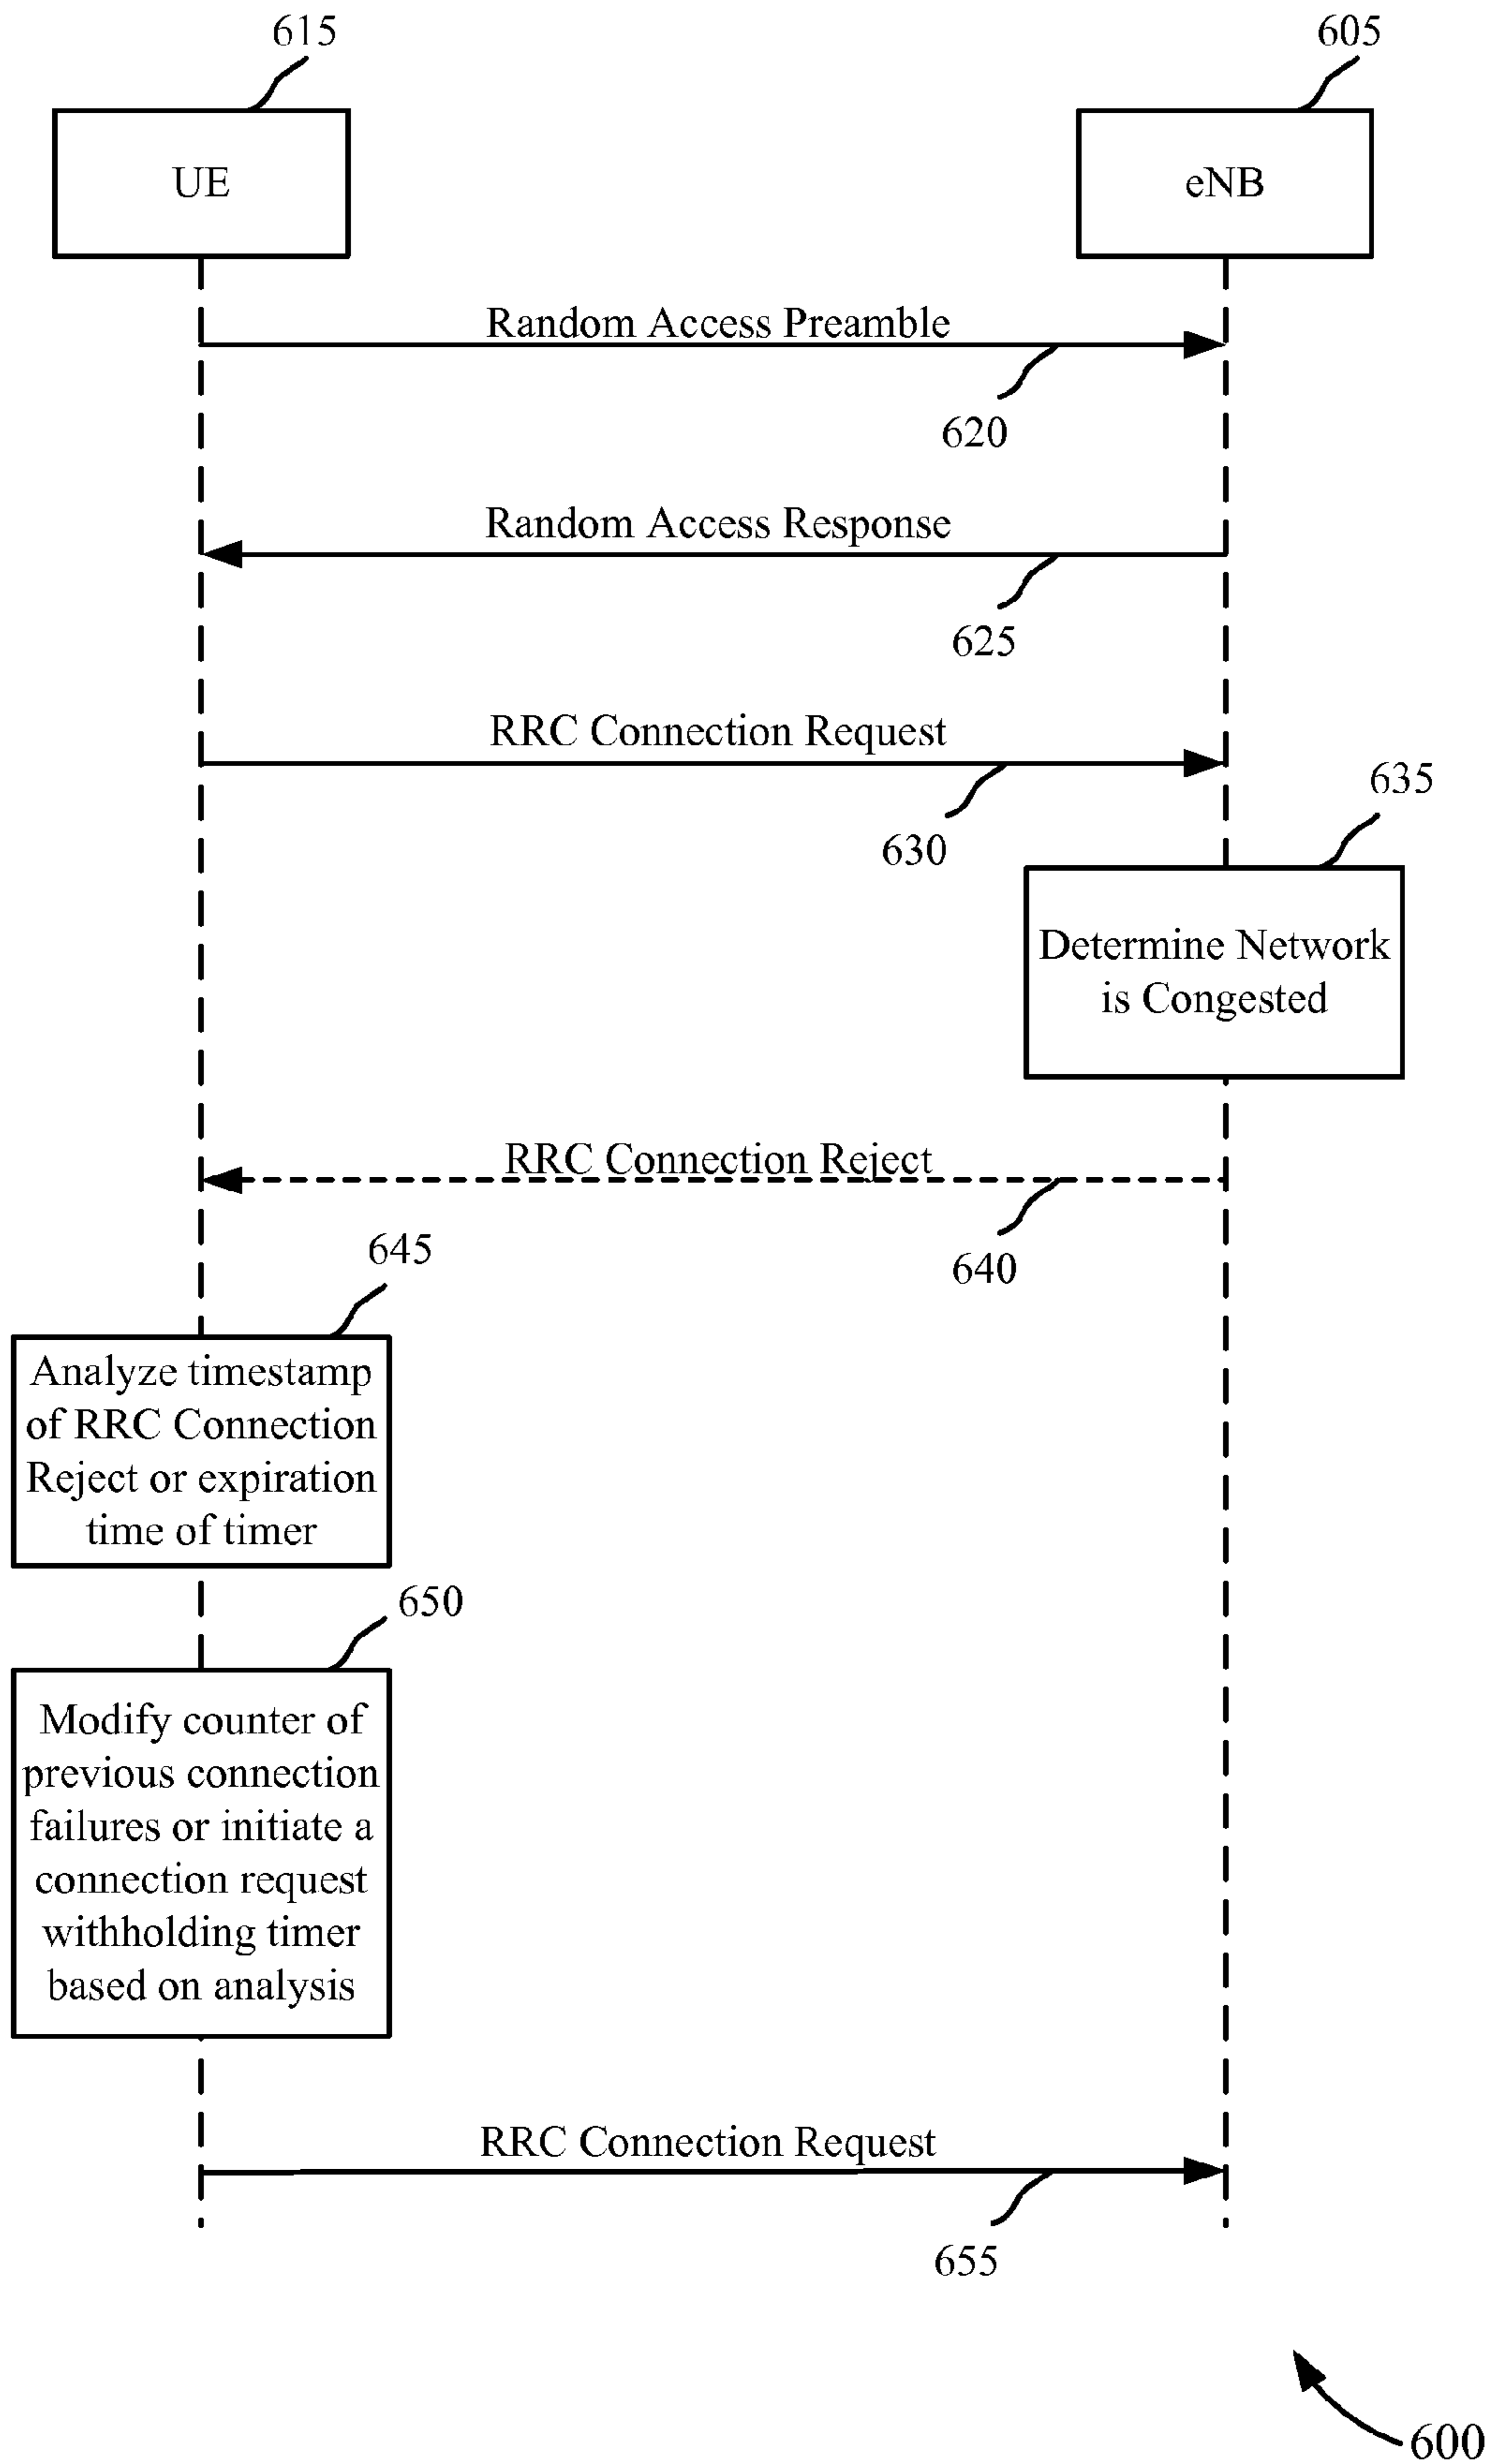 615
605
UE
eNB
Random Access Preamble
620
Random Access Response
625
RRC Connection Request
630
635
Determine Network
is Congested
RRC Connection Reject
640
645
Analyze timestamp
of RRC Connection
Reject or expiration
time of timer
650
Modify counter of
previous connection
failures or initiate a
connection request
withholding timer
based on analysis
RRC Connection Request
655
600